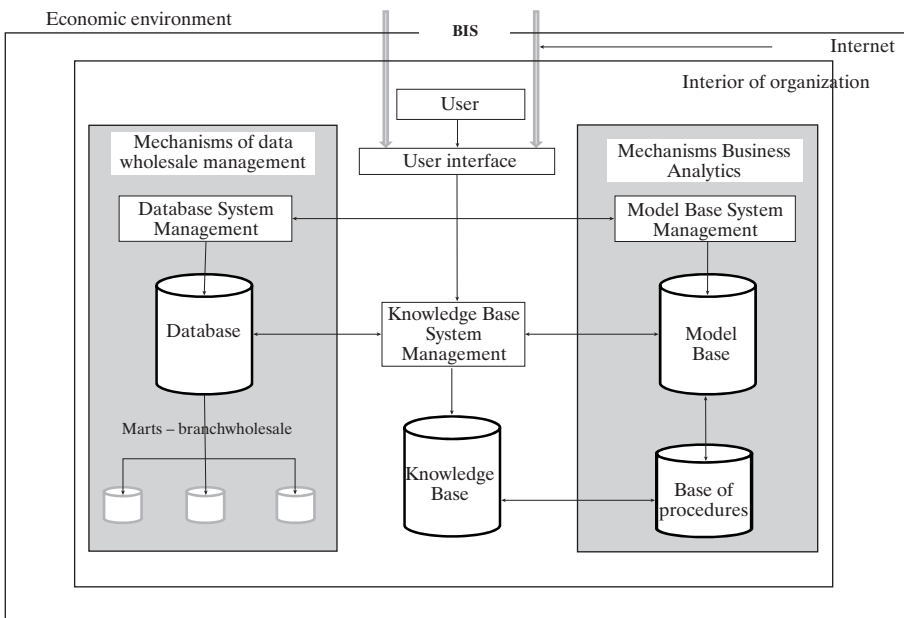 Economic environment
BIS
Internet
Interior of organization
User
User interface
Mechanisms of data
wholesale management
Mechanisms Business
Analytics
Database System
Management
Model Base System
Management
Database
Knowledge Base
System
Management
Model
Base
Marts – branchwholesale
Knowledge
Base
Base of
procedures